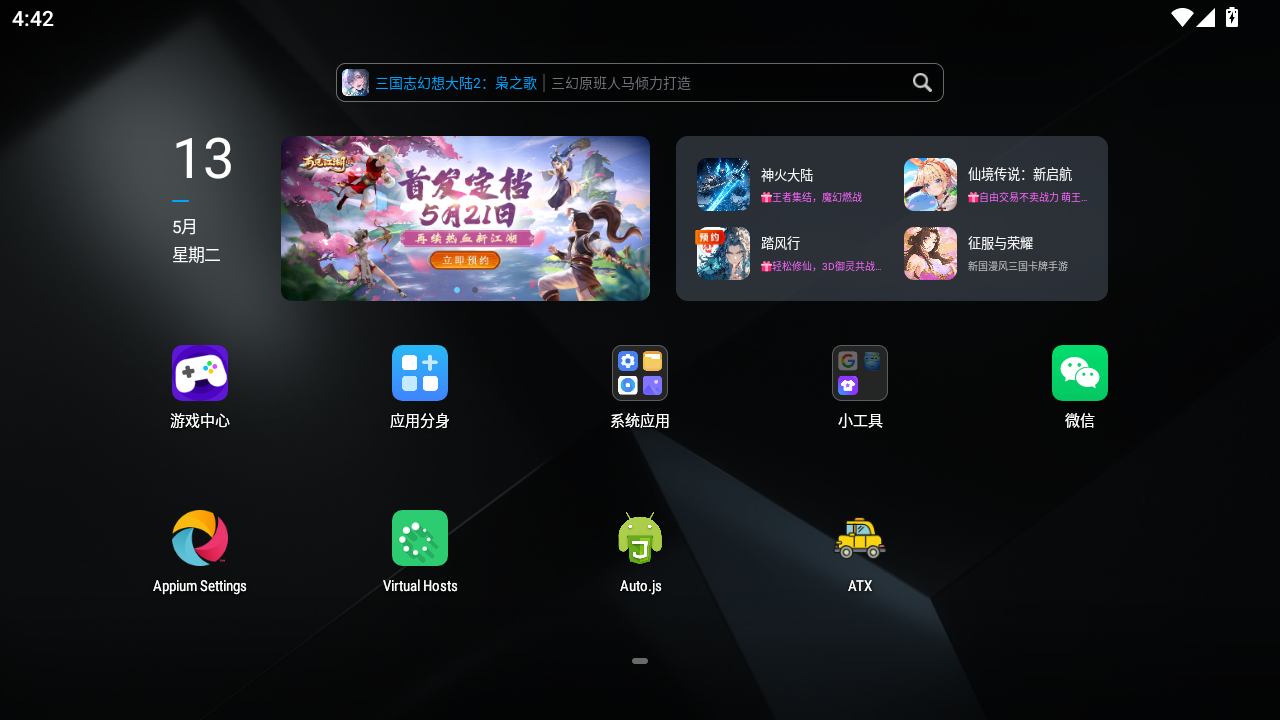 4:42
三国志幻想大陆2：枭之歌 | 三幻原班人马倾力打造
13
5月
星期二
再见江湖
首发定档
5月21日
再续热血新江湖
立即预约
神火大陆
王者集结，魔幻燃战
仙境传说：新启航
自由交易不卖战力 萌王...
预约
踏风行
轻松修仙，3D御灵共战...
征服与荣耀
新国漫风三国卡牌手游
游戏中心
应用分身
系统应用
小工具
微信
Appium Settings
Virtual Hosts
Auto.js
ATX